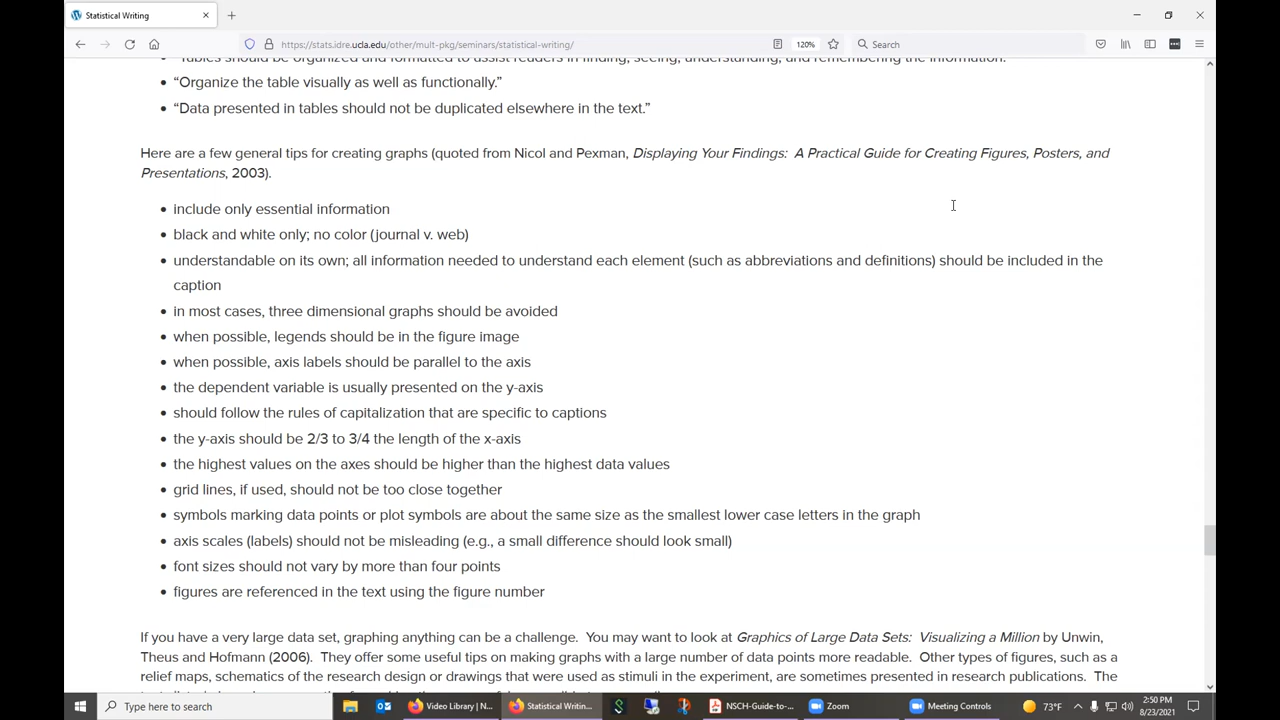 Statistical Writing
https://stats.idre.ucla.edu/other/mult-pkg/seminars/statistical-writing/
120%
Search
"Tables should be organized and formatted to assist readers in finding, seeing, understanding, and remembering the information."
• “Organize the table visually as well as functionally.”
• “Data presented in tables should not be duplicated elsewhere in the text.”
Here are a few general tips for creating graphs (quoted from Nicol and Pexman, Displaying Your Findings:  A Practical Guide for Creating Figures, Posters, and
Presentations, 2003).
• include only essential information
• black and white only; no color (journal v. web)
• understandable on its own; all information needed to understand each element (such as abbreviations and definitions) should be included in the
caption
• in most cases, three dimensional graphs should be avoided
• when possible, legends should be in the figure image
• when possible, axis labels should be parallel to the axis
• the dependent variable is usually presented on the y-axis
• should follow the rules of capitalization that are specific to captions
• the y-axis should be 2/3 to 3/4 the length of the x-axis
• the highest values on the axes should be higher than the highest data values
• grid lines, if used, should not be too close together
• symbols marking data points or plot symbols are about the same size as the smallest lower case letters in the graph
• axis scales (labels) should not be misleading (e.g., a small difference should look small)
• font sizes should not vary by more than four points
• figures are referenced in the text using the figure number
If you have a very large data set, graphing anything can be a challenge.  You may want to look at Graphics of Large Data Sets:  Visualizing a Million by Unwin,
Theus and Hofmann (2006).  They offer some useful tips on making graphs with a large number of data points more readable.  Other types of figures, such as a
relief maps, schematics of the research design or drawings that were used as stimuli in the experiment, are sometimes presented in research publications.  The
Type here to search
Video Library | N...
Statistical Writin...
NSCH-Guide-to-...
Zoom
Meeting Controls
73°F
2:50 PM
8/23/2021